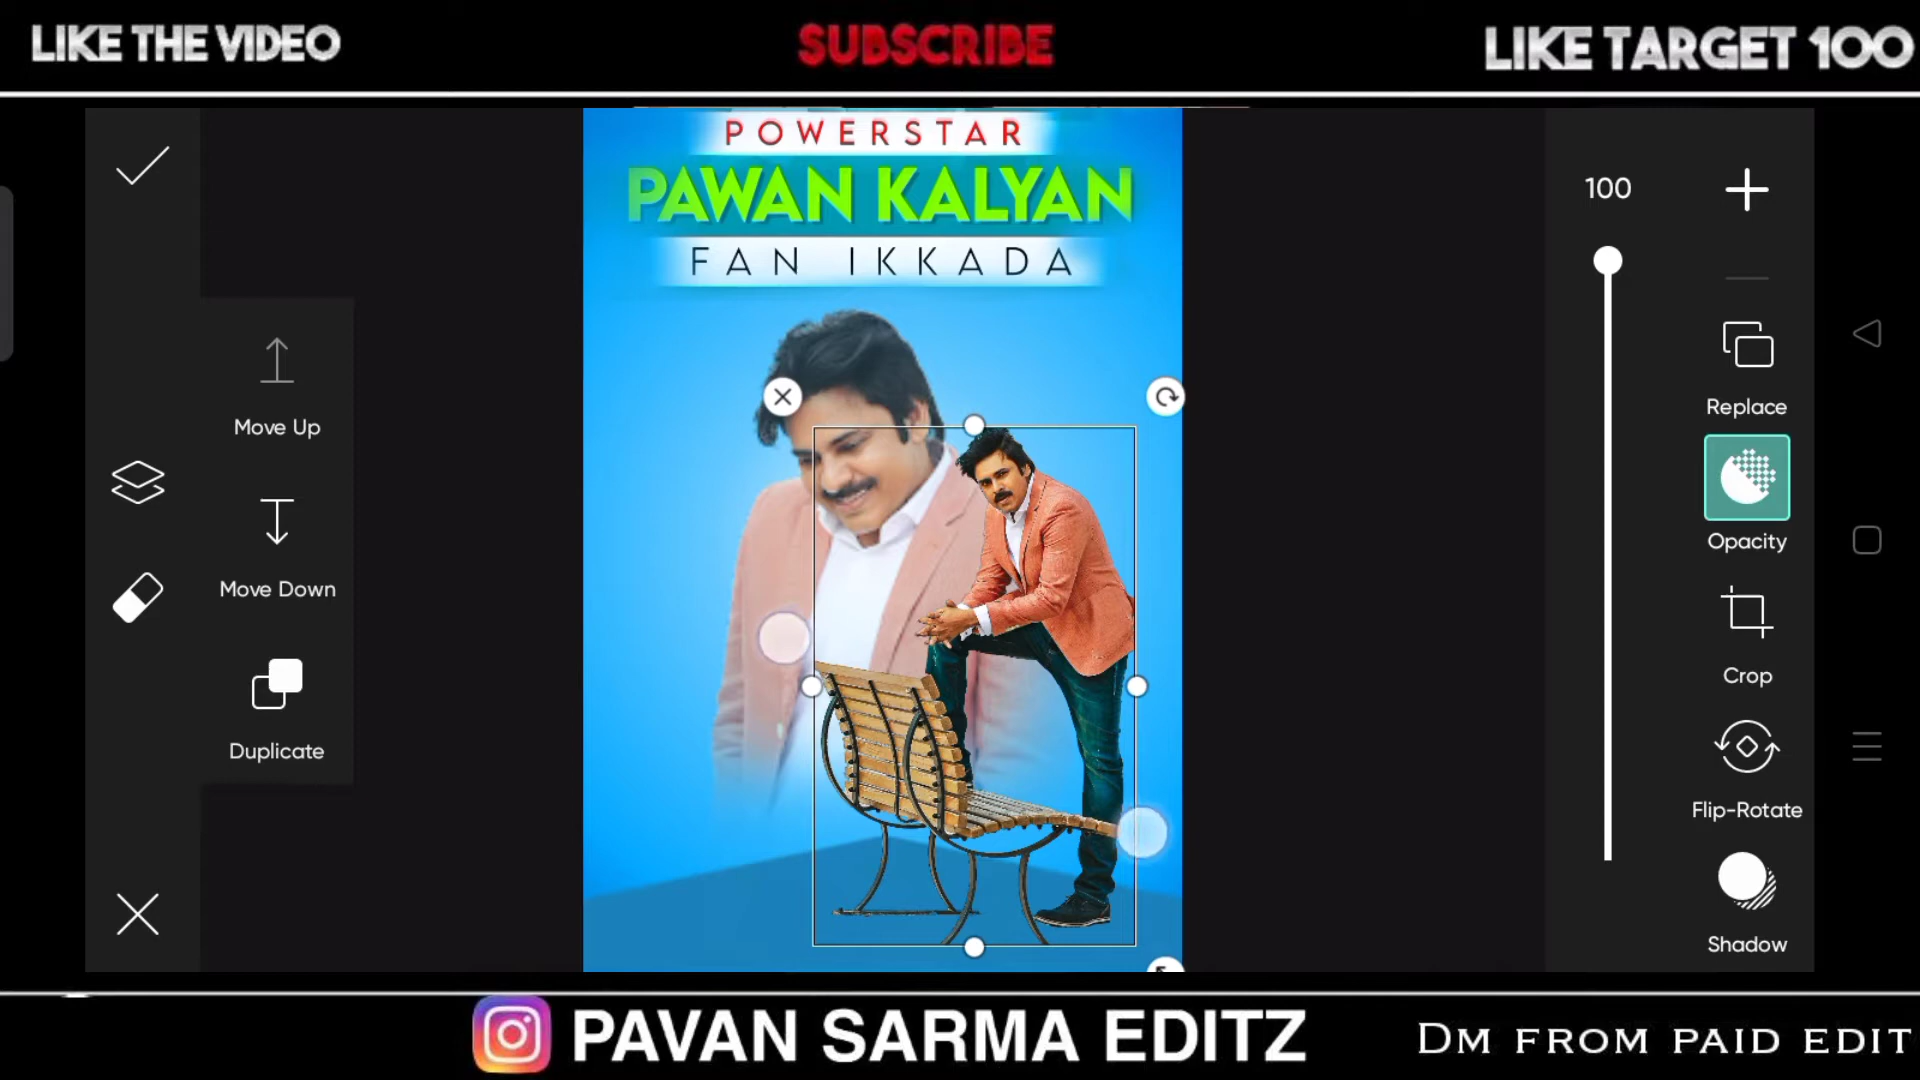 LIKE THE VIDEO
SUBSCRIBE
LIKE TARGET 100
POWERSTAR
PAWAN KALYAN
FAN IKKADA
100
Move Up
Move Down
Duplicate
Replace
Opacity
Crop
Flip-Rotate
Shadow
PAVAN SARMA EDITZ
DM FROM PAID EDIT